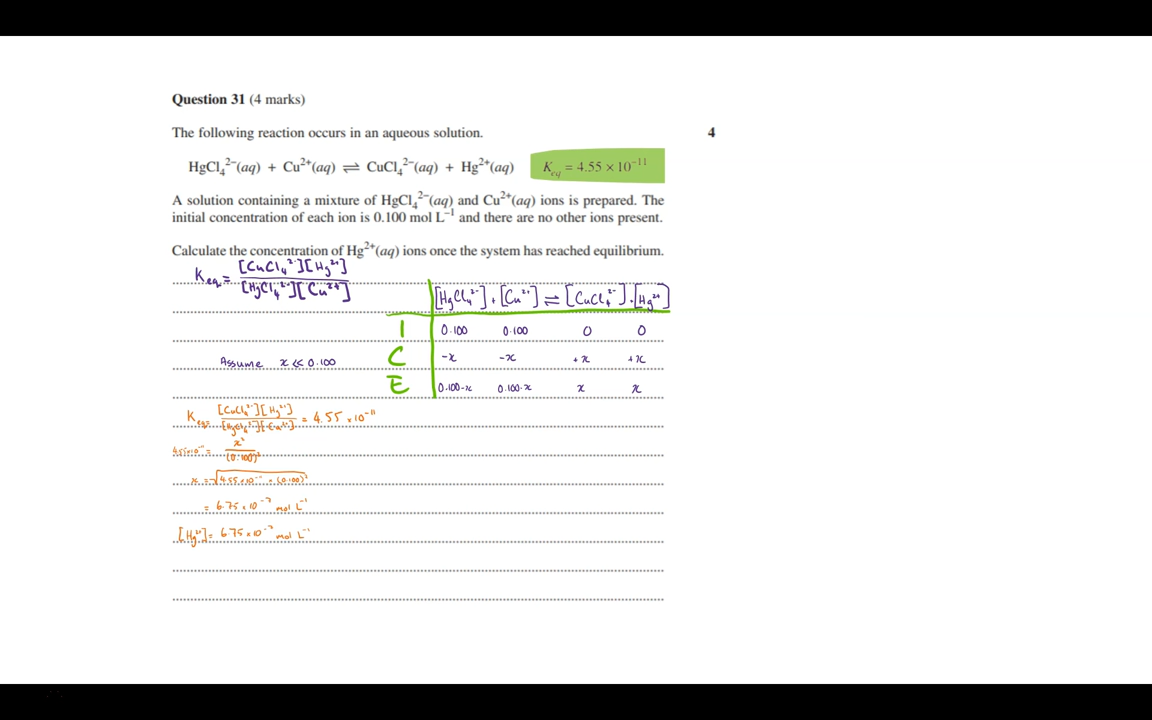 Question 31 (4 marks)
The following reaction occurs in an aqueous solution. 4
HgCl₄²⁻(aq) + Cu²⁺(aq) ⇌ CuCl₄²⁻(aq) + Hg²⁺(aq) K_eq = 4.55 × 10⁻¹¹
A solution containing a mixture of HgCl₄²⁻(aq) and Cu²⁺(aq) ions is prepared. The
initial concentration of each ion is 0.100 mol L⁻¹ and there are no other ions present.
Calculate the concentration of Hg²⁺(aq) ions once the system has reached equilibrium.
Keq = [CuCl₄²⁻][Hg²⁺] / [HgCl₄²⁻][Cu²⁺]
[HgCl₄²⁻] + [Cu²⁺] ⇌ [CuCl₄²⁻] + [Hg²⁺]
I 0.100 0.100 0 0
C -x -x +x +x
Assume x << 0.100
E 0.100-x 0.100-x x x
Keq = [CuCl₄²⁻][Hg²⁺] / [HgCl₄²⁻][Cu²⁺] = 4.55 × 10⁻¹¹
4.55×10⁻¹¹ = x² / (0.100)²
x = √4.55×10⁻¹¹ × (0.100)²
= 6.75 × 10⁻⁷ mol L⁻¹
[Hg²⁺] = 6.75 × 10⁻⁷ mol L⁻¹